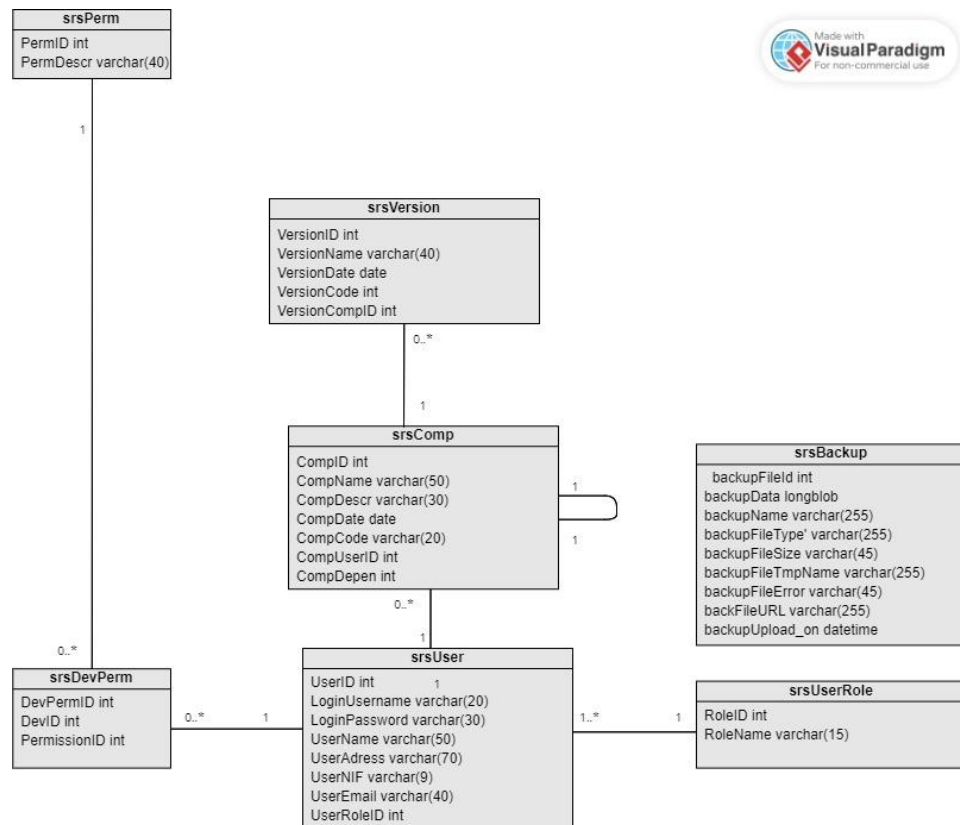 srsPerm
PermID int
PermDescr varchar(40)
Made with
VisualParadigm
For non-commercial use
1
srsVersion
VersionID int
VersionName varchar(40)
VersionDate date
VersionCode int
VersionCompID int
0..*
1
srsComp
CompID int
CompName varchar(50)
CompDescr varchar(30)
CompDate date
CompCode varchar(20)
CompUserID int
CompDepen int
1
1
srsBackup
backupFileId int
backupData longblob
backupName varchar(255)
backupFileType' varchar(255)
backupFileSize varchar(45)
backupFileTmpName varchar(255)
backupFileError varchar(45)
backFileURL varchar(255)
backupUpload_on datetime
0..*
1
0..*
srsDevPerm
DevPermID int
DevID int
PermissionID int
0..*
1
srsUser
UserID int
1
LoginUsername varchar(20)
LoginPassword varchar(30)
UserName varchar(50)
UserAdress varchar(70)
UserNIF varchar(9)
UserEmail varchar(40)
UserRoleID int
1..*
1
srsUserRole
RoleID int
RoleName varchar(15)